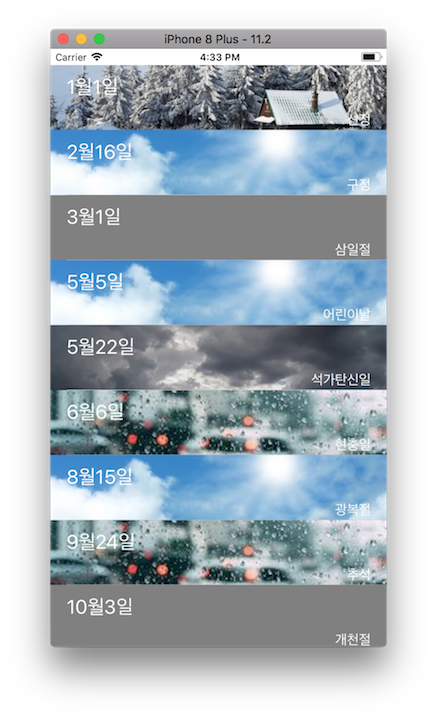 iPhone 8 Plus - 11.2
Carrier 4:33 PM
1월1일
신정
2월16일
구정
3월1일
삼일절
5월5일
어린이날
5월22일
석가탄신일
6월6일
현충일
8월15일
광복절
9월24일
추석
10월3일
개천절